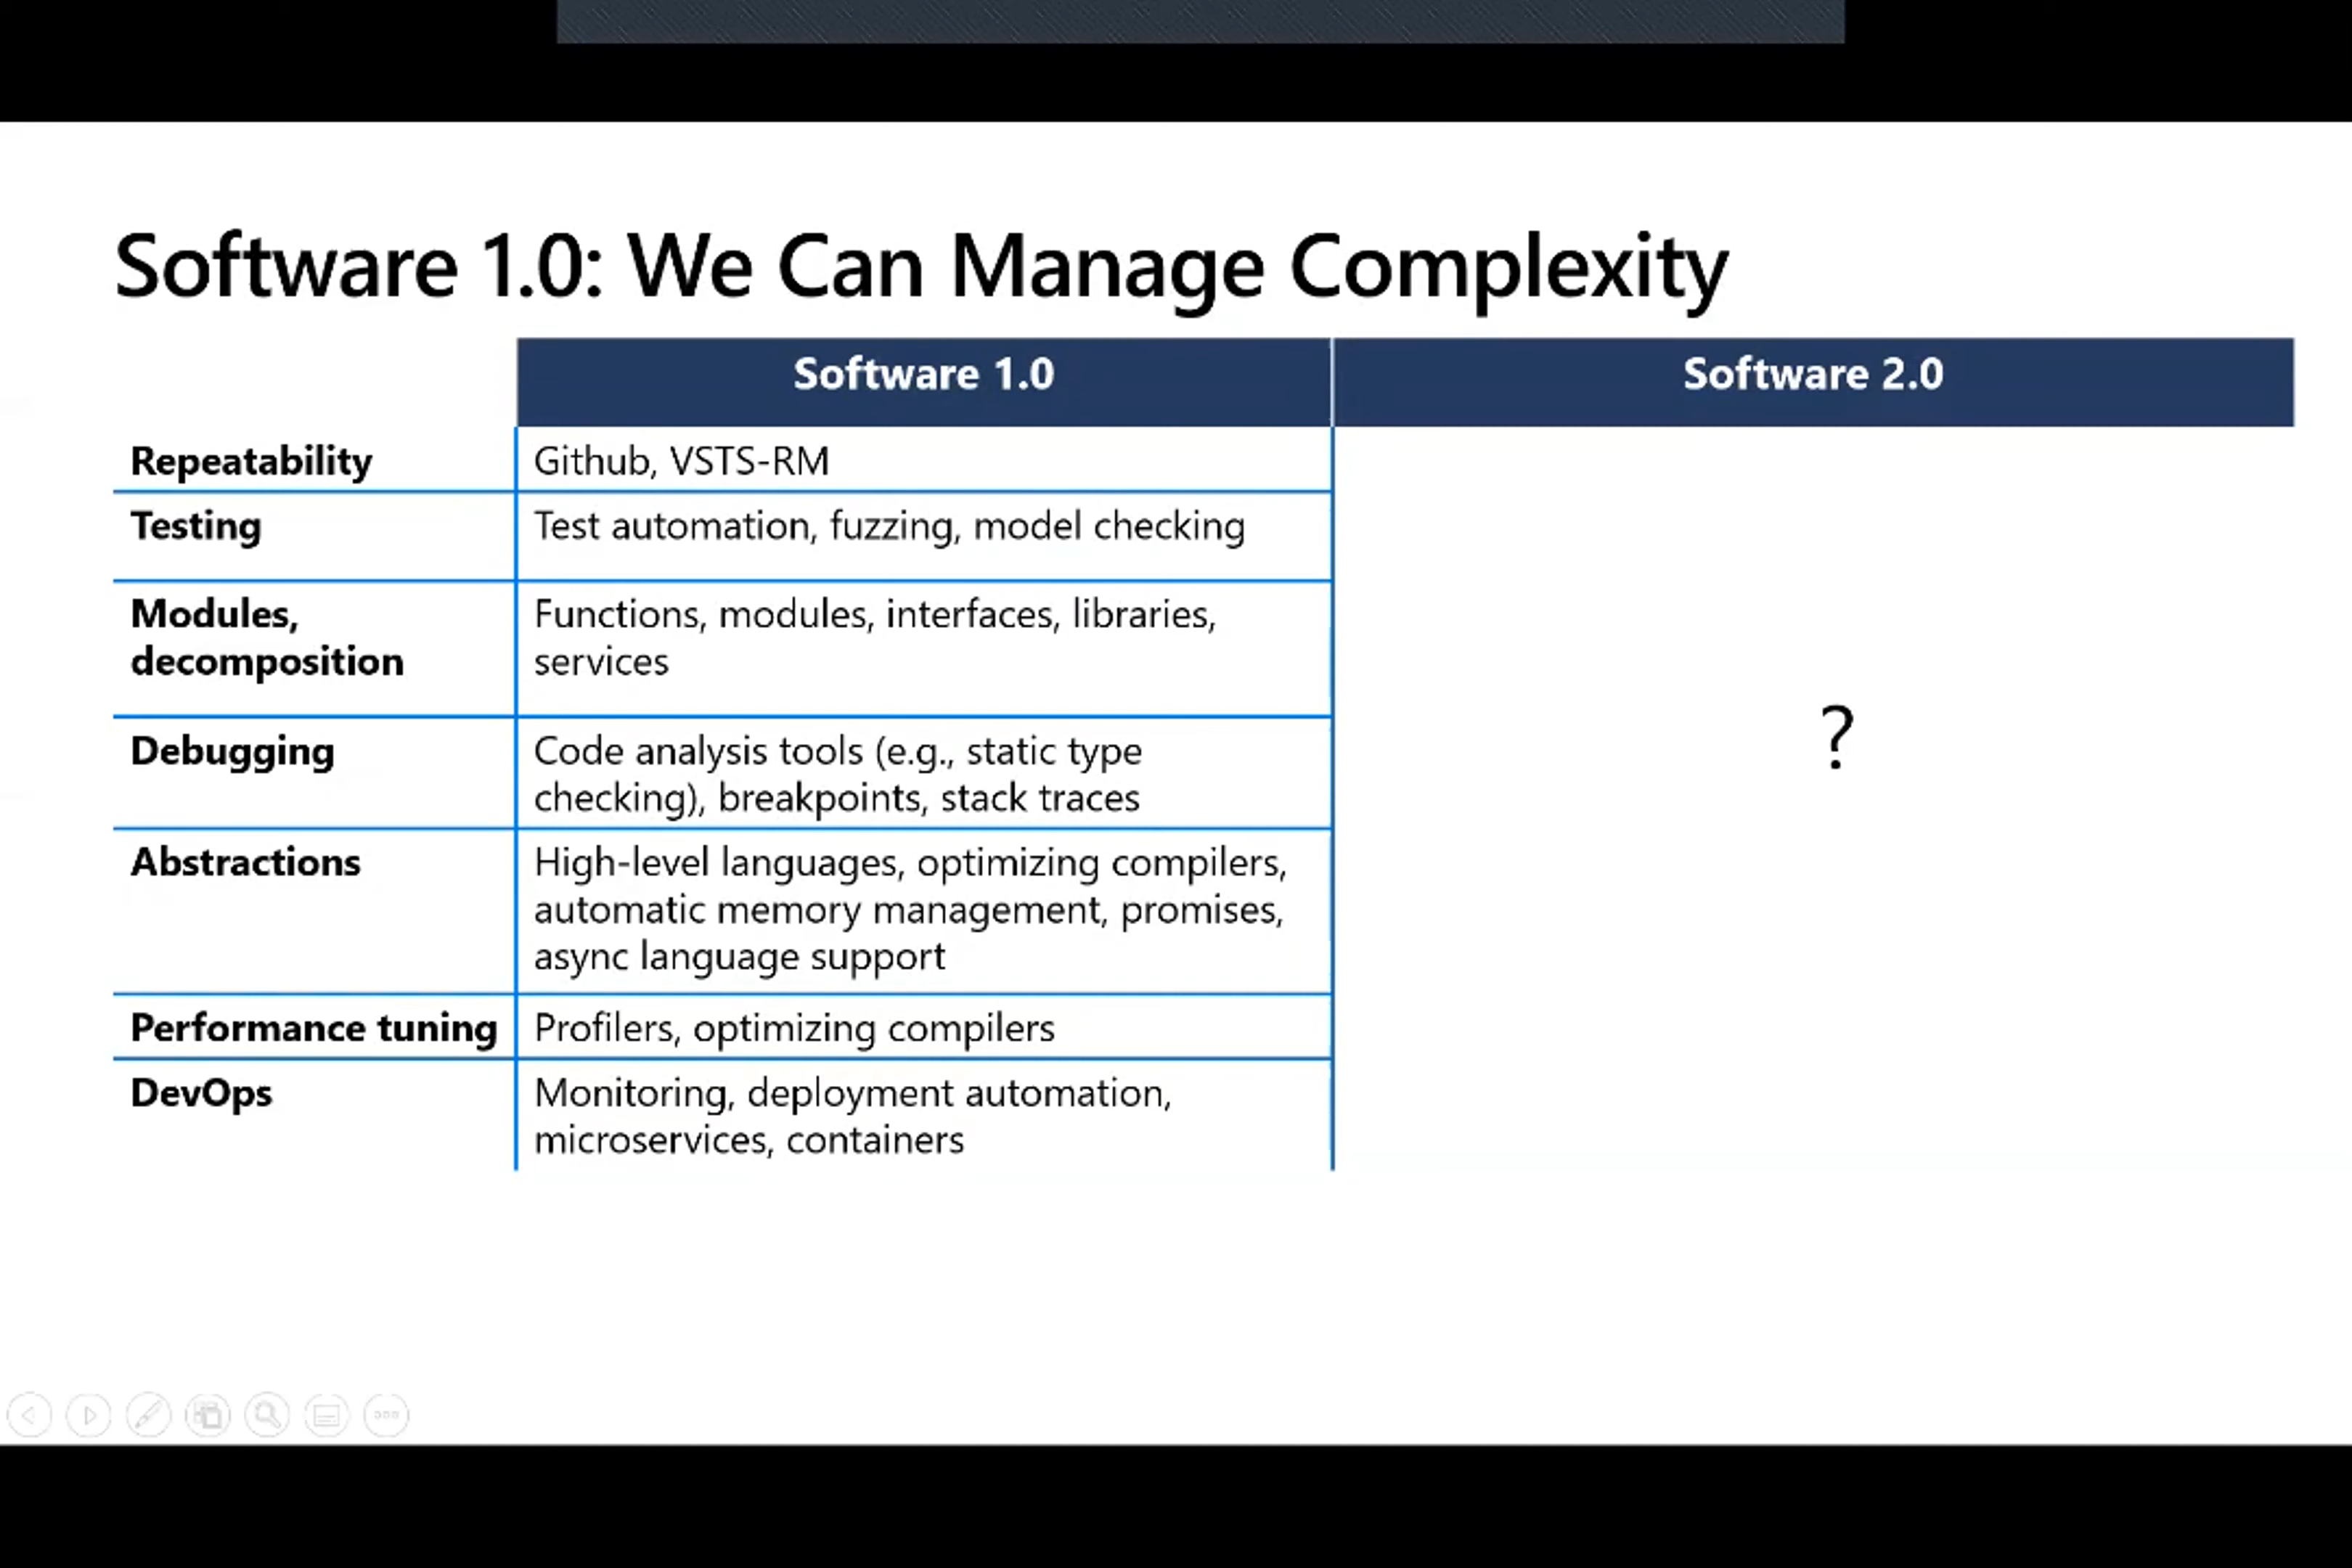 Software 1.0: We Can Manage Complexity
Software 1.0
Software 2.0
Repeatability
Github, VSTS-RM
Testing
Test automation, fuzzing, model checking
Modules,
decomposition
Functions, modules, interfaces, libraries,
services
?
Debugging
Code analysis tools (e.g., static type
checking), breakpoints, stack traces
Abstractions
High-level languages, optimizing compilers,
automatic memory management, promises,
async language support
Performance tuning
Profilers, optimizing compilers
DevOps
Monitoring, deployment automation,
microservices, containers